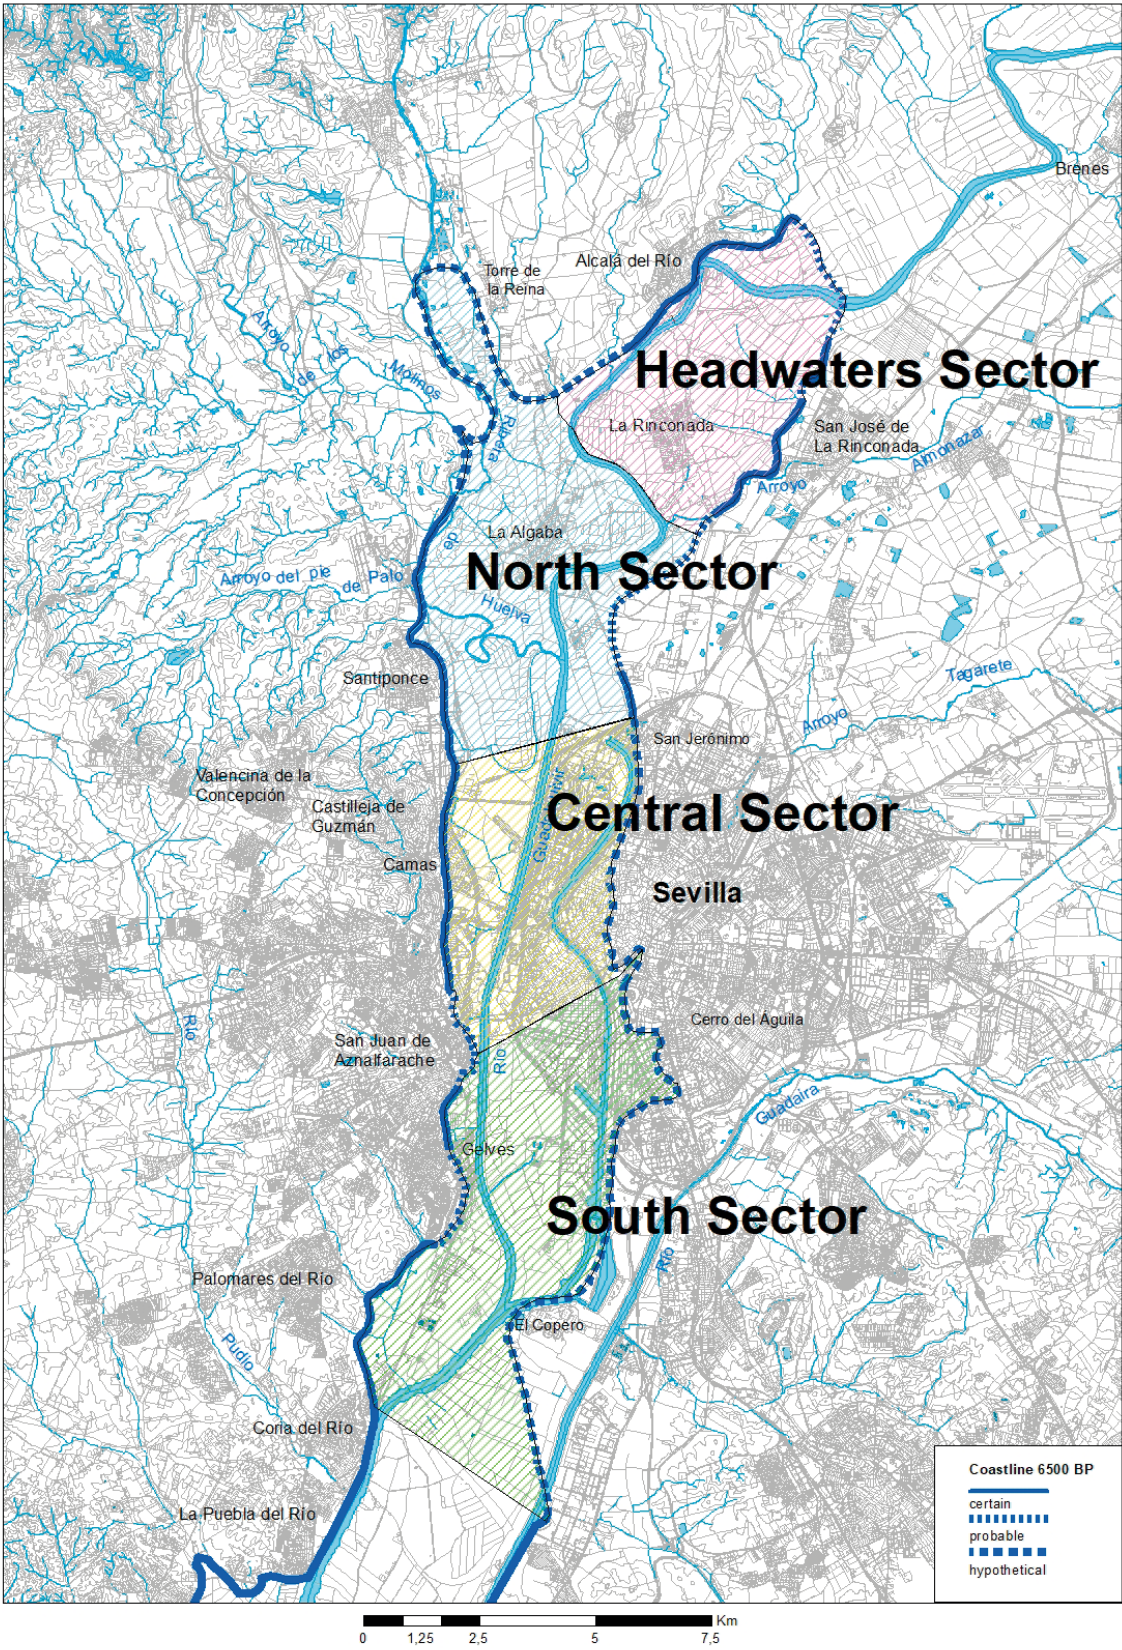 Brenes
Alcalá del Río
Torre de
la Reina
Arroyo
de
los
Molinos
Headwaters Sector
Ribera
La Rinconada
San José de
La Rinconada
Almonazar
Arroyo
La Algaba
de
North Sector
Arroyo del pie
de Palo
Huelva
Santiponce
Tagarete
Arroyo
San Jerónimo
Valencina de la
Concepción
Castilleja de
Guzmán
Central Sector
Camas
Sevilla
Río
San Juan de
Aznalfarache
Río
Cerro del Águila
Guadaira
Gelves
South Sector
Río
Palomares del Río
El Copero
Pudio
Coria del Río
La Puebla del Río
Coastline 6500 BP
certain
probable
hypothetical
Km
0 1,25 2,5 5 7,5